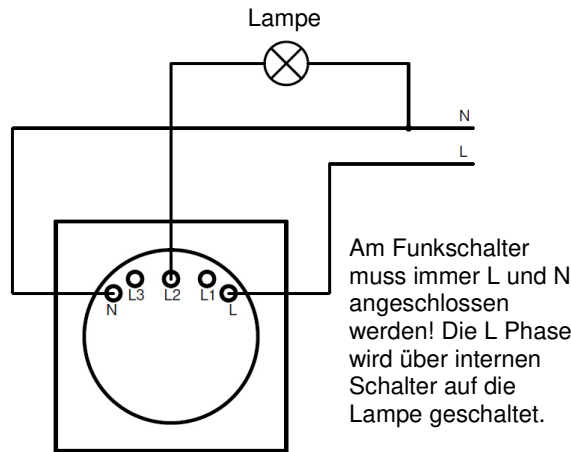 Lampe
N
L
Am Funkschalter
muss immer L und N
angeschlossen
werden! Die L Phase
wird über internen
Schalter auf die
Lampe geschaltet.
N L3 L2 L1 L